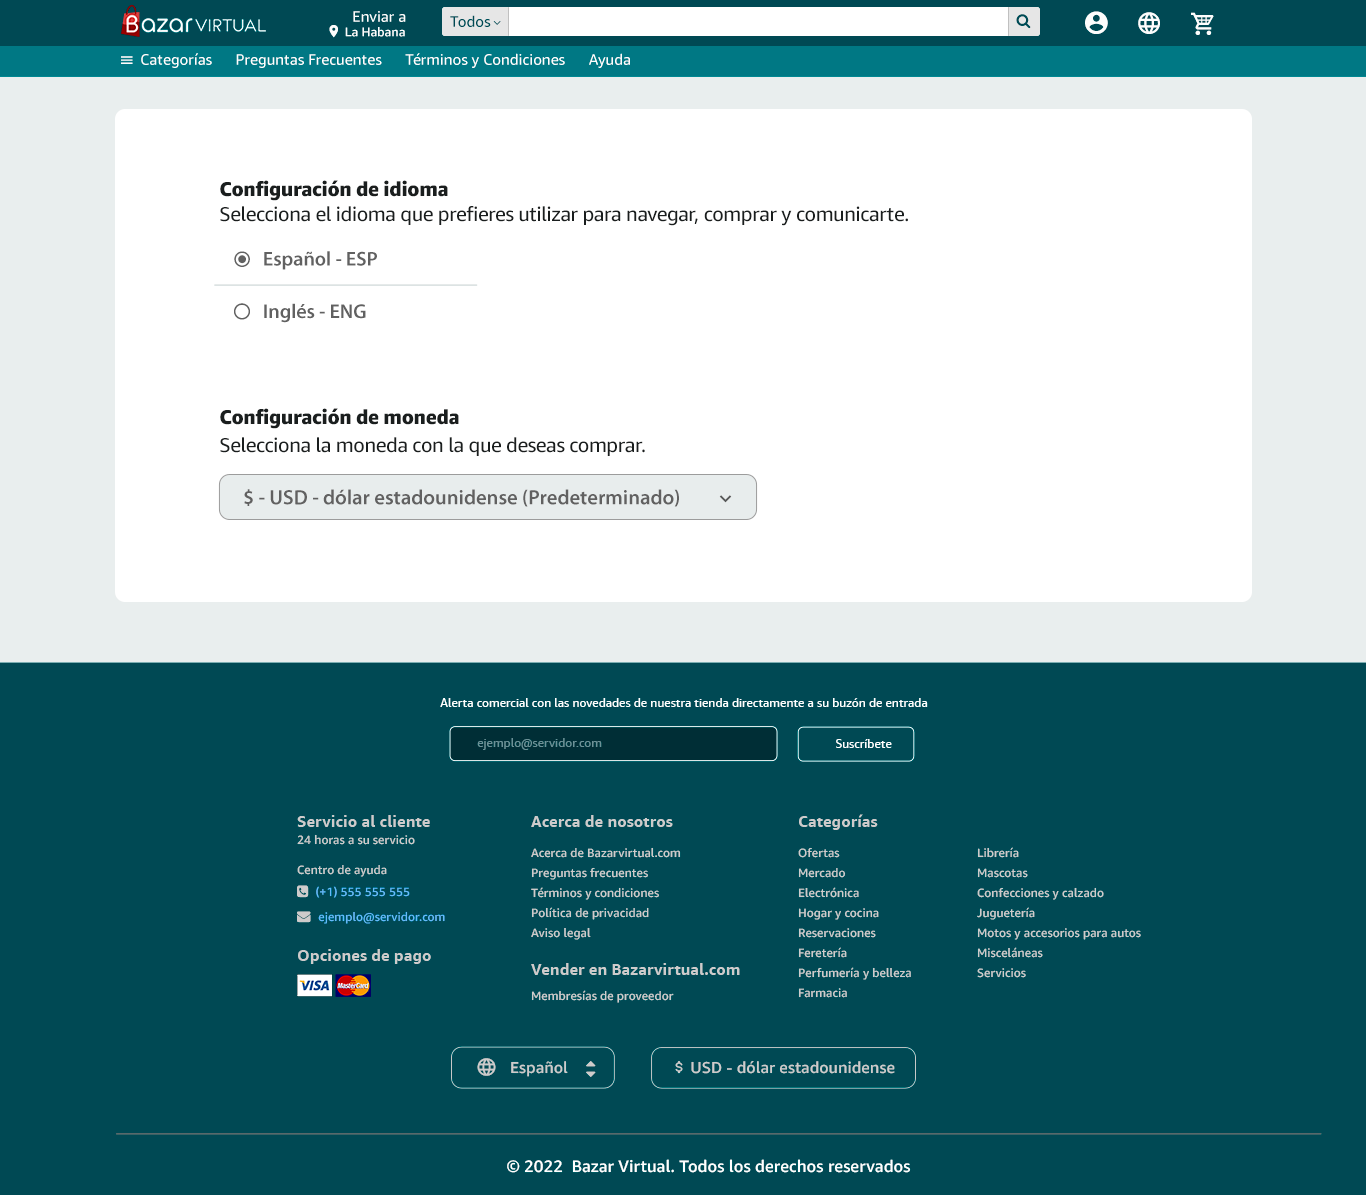 Bazar VIRTUAL
Enviar a
La Habana
Todos
Categorías Preguntas Frecuentes Términos y Condiciones Ayuda
Configuración de idioma
Selecciona el idioma que prefieres utilizar para navegar, comprar y comunicarte.
Español - ESP
Inglés - ENG
Configuración de moneda
Selecciona la moneda con la que deseas comprar.
$ - USD - dólar estadounidense (Predeterminado)
Alerta comercial con las novedades de nuestra tienda directamente a su buzón de entrada
ejemplo@servidor.com
Suscríbete
Servicio al cliente
24 horas a su servicio
Centro de ayuda
(+1) 555 555 555
ejemplo@servidor.com
Opciones de pago
VISA MasterCard
Acerca de nosotros
Acerca de Bazarvirtual.com
Preguntas frecuentes
Términos y condiciones
Política de privacidad
Aviso legal
Vender en Bazarvirtual.com
Membresías de proveedor
Categorías
Ofertas
Mercado
Electrónica
Hogar y cocina
Reservaciones
Feretería
Perfumería y belleza
Farmacia
Librería
Mascotas
Confecciones y calzado
Juguetería
Motos y accesorios para autos
Misceláneas
Servicios
Español
$ USD - dólar estadounidense
© 2022 Bazar Virtual. Todos los derechos reservados